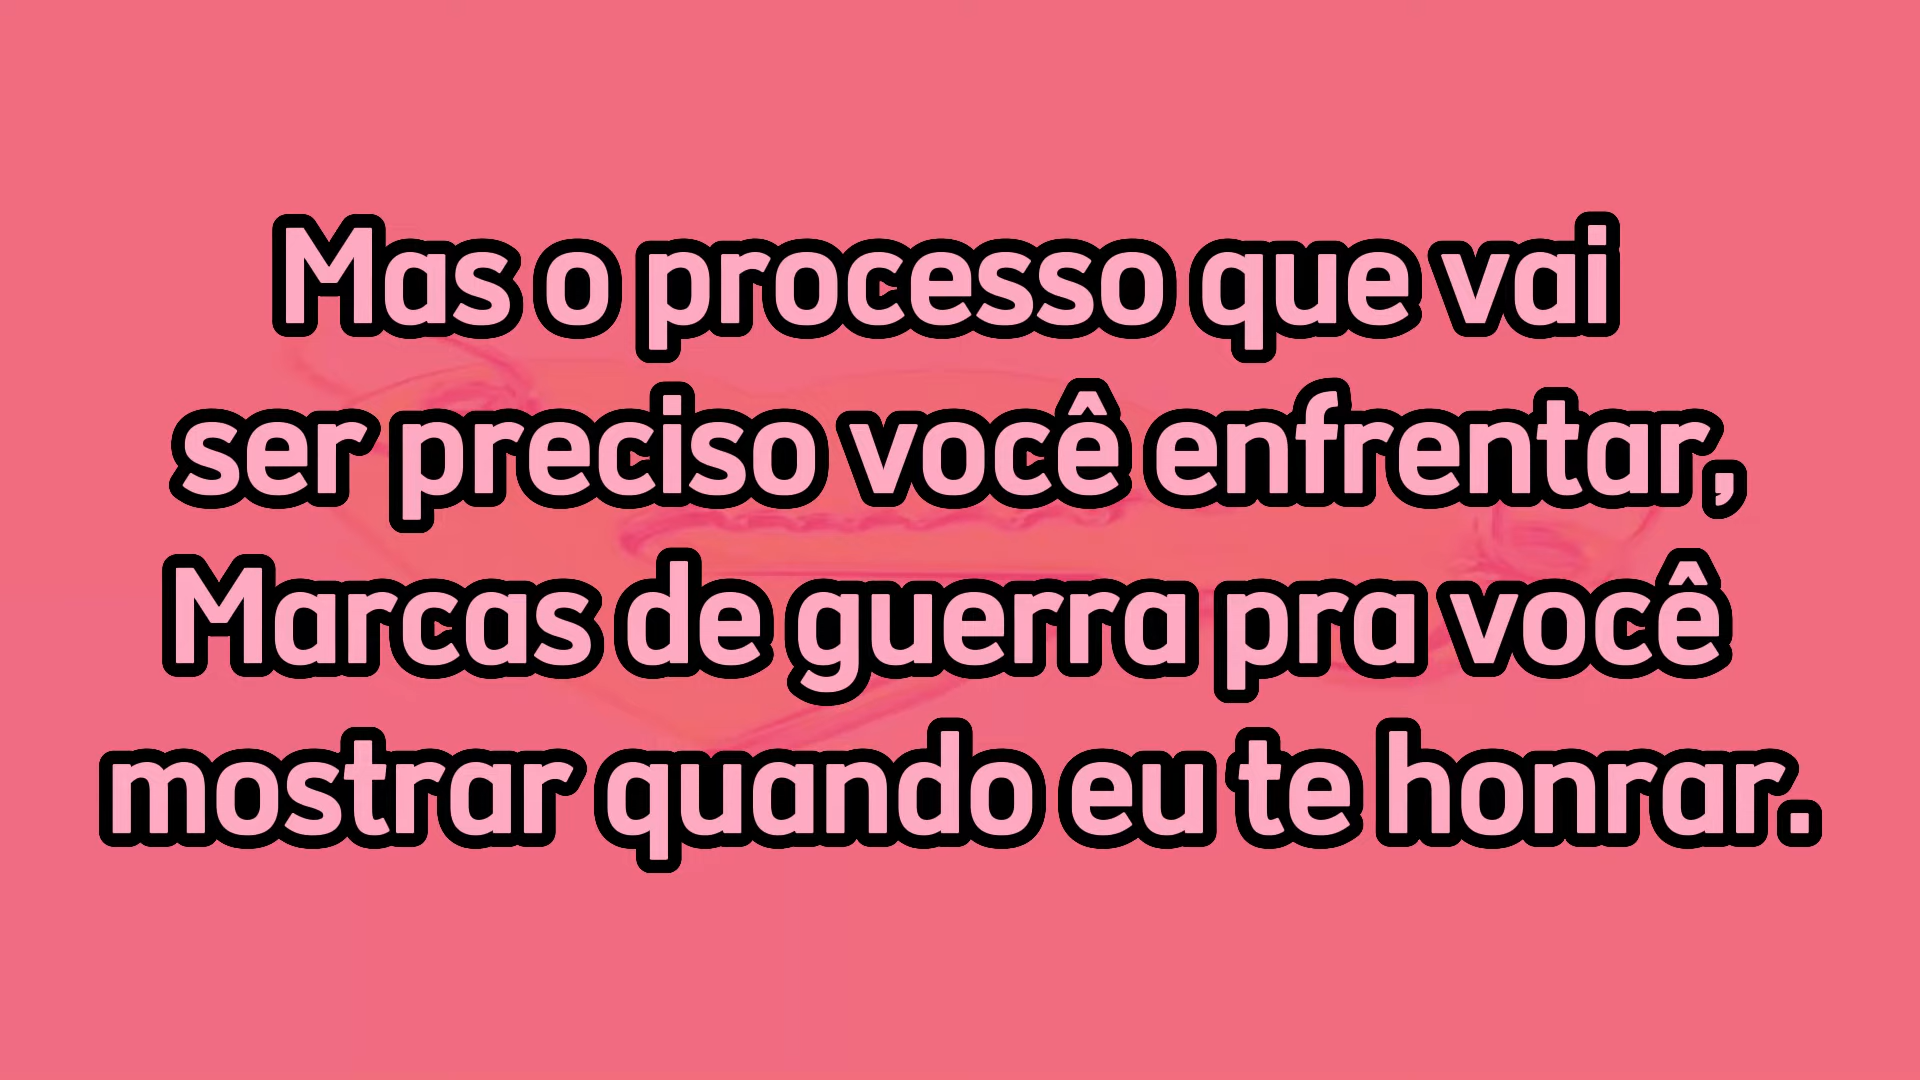 Mas o processo que vai
ser preciso você enfrentar,
Marcas de guerra pra você
mostrar quando eu te honrar.